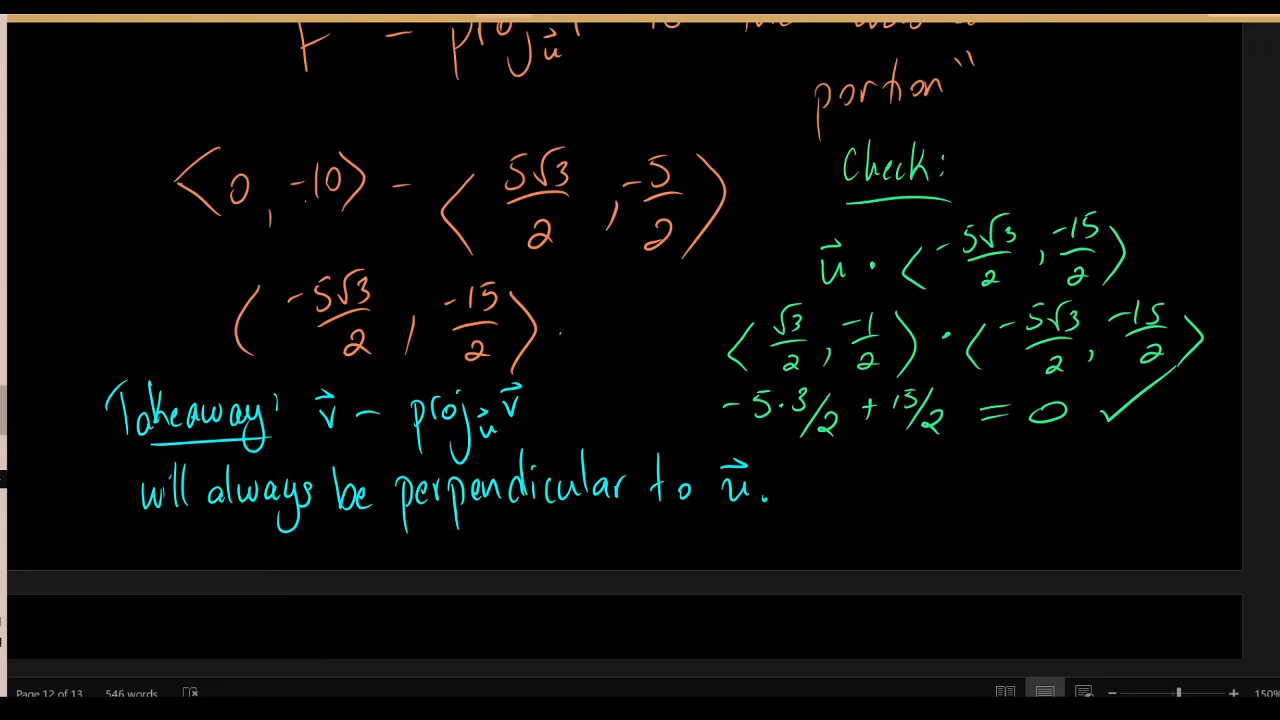 F - proj_u⃗
portion"
⟨0, -10⟩ - ⟨5√3/2, -5/2⟩
(-5√3/2, -15/2⟩.
Check:
u⃗ · ⟨-5√3/2, -15/2⟩
⟨√3/2, -1/2⟩ · ⟨-5√3/2, -15/2⟩
-5·3/2 + 15/2 = 0 ✓
Takeaway: v⃗ - proj_u⃗ v⃗
will always be perpendicular to u⃗.
Page 12 of 13 546 words 150%